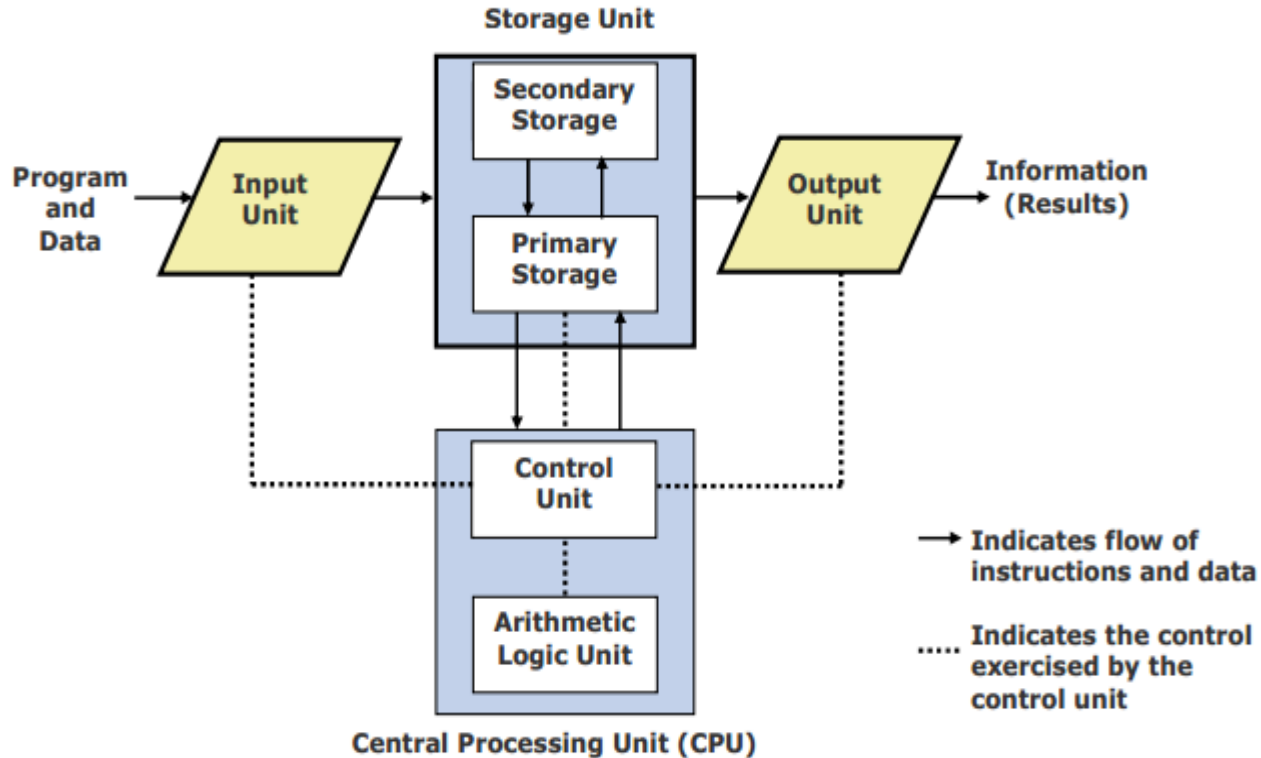 Storage Unit
Secondary
Storage
Program
and
Data
Input
Unit
Output
Unit
Information
(Results)
Primary
Storage
Control
Unit
Arithmetic
Logic Unit
Indicates flow of
instructions and data
Indicates the control
exercised by the
control unit
Central Processing Unit (CPU)